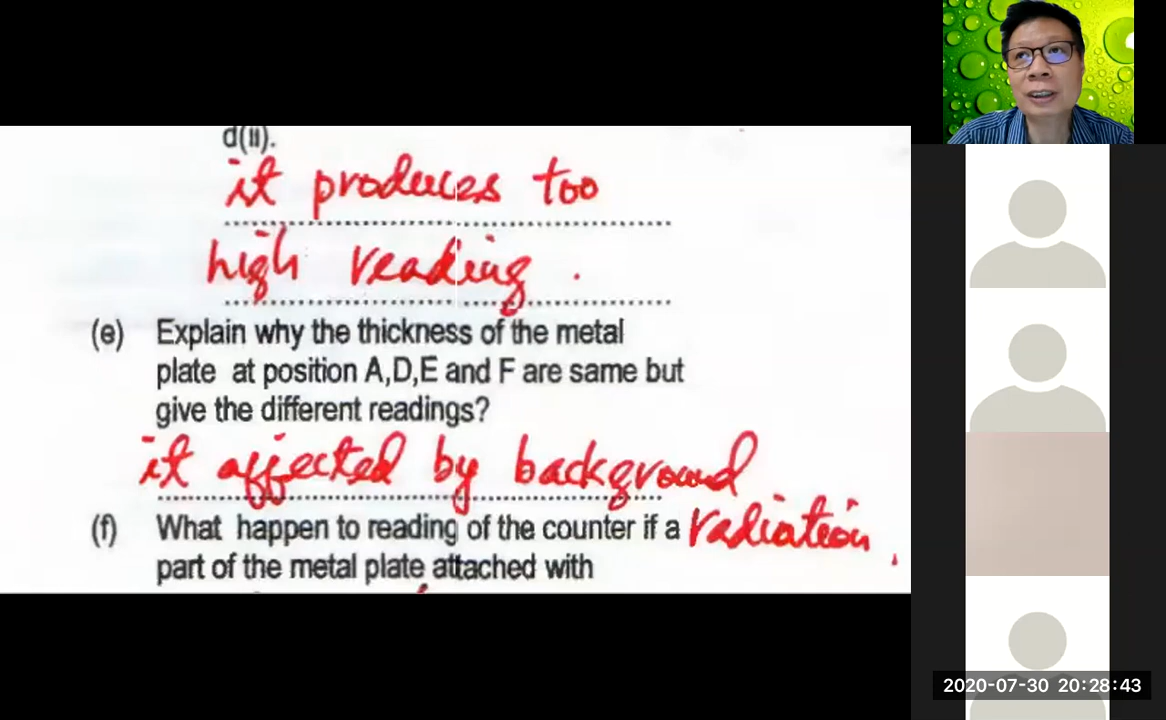 d(ii).
it produces too
high reading.
(e) Explain why the thickness of the metal
plate at position A,D,E and F are same but
give the different readings?
it affected by background
radiation.
(f) What happen to reading of the counter if a
part of the metal plate attached with
2020-07-30 20:28:43